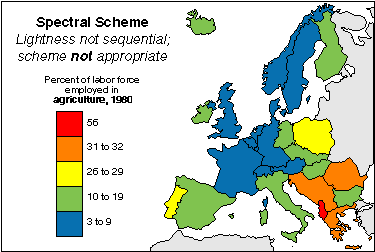 Spectral Scheme
Lightness not sequential;
scheme not appropriate
Percent of labor force
employed in
agriculture, 1980
56
31 to 32
26 to 29
10 to 19
3 to 9